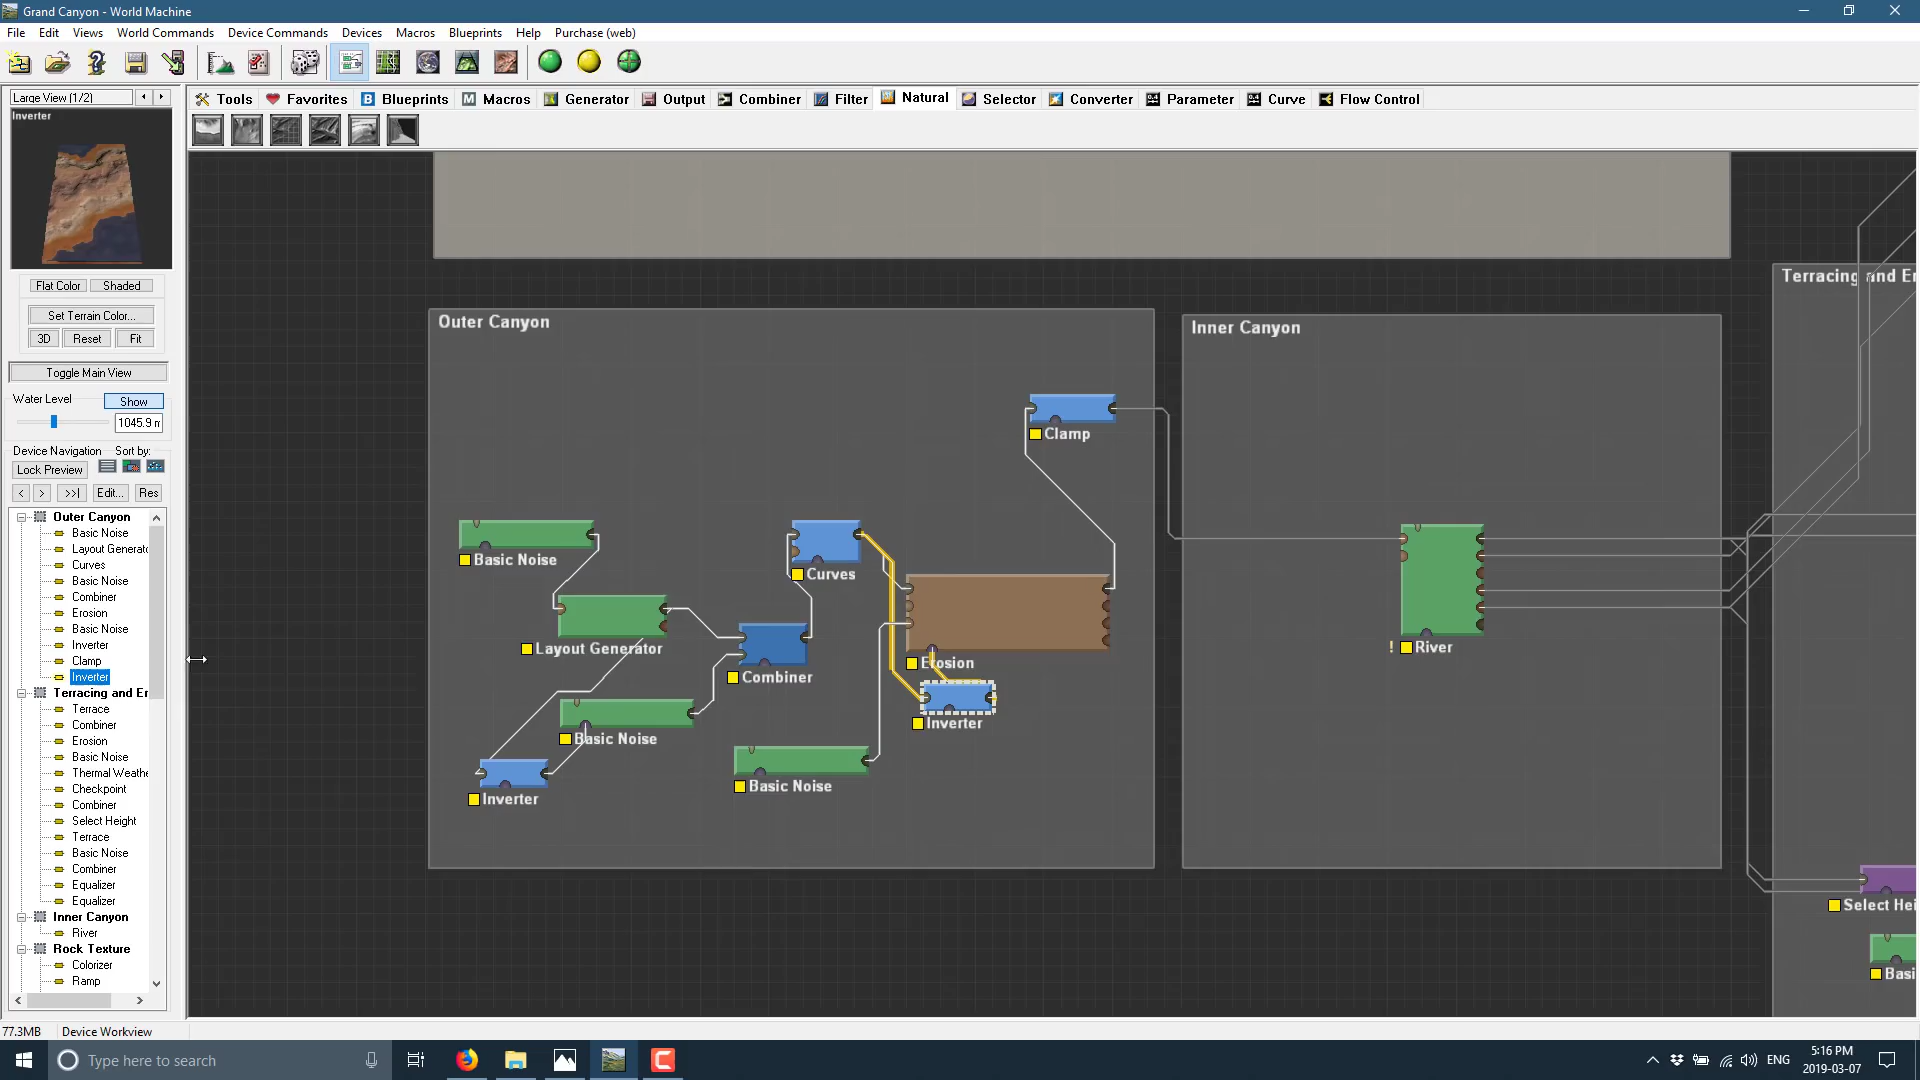 Grand Canyon - World Machine
File Edit Views World Commands Device Commands Devices Macros Blueprints Help Purchase (web)
Large View (1/2)
Tools Favorites Blueprints Macros Generator Output Combiner Filter Natural Selector Converter Parameter Curve Flow Control
Inverter
Flat Color Shaded
Set Terrain Color...
3D Reset Fit
Toggle Main View
Water Level Show
1045.9 m
Device Navigation Sort by:
Lock Preview
< > >>| Edit... Res
Outer Canyon
Basic Noise
Layout Generato
Curves
Basic Noise
Combiner
Erosion
Basic Noise
Inverter
Clamp
Inverter
Terracing and Er
Terrace
Combiner
Erosion
Basic Noise
Thermal Weathe
Checkpoint
Combiner
Select Height
Terrace
Basic Noise
Combiner
Equalizer
Equalizer
Inner Canyon
River
Rock Texture
Colorizer
Ramp
Outer Canyon
Clamp
Basic Noise
Curves
Layout Generator
Erosion
Combiner
Inverter
Basic Noise
Basic Noise
Inverter
Inner Canyon
! River
Terracing and Er
Select Hei
Basi
77.3MB Device Workview
Type here to search
ENG
5:16 PM
2019-03-07